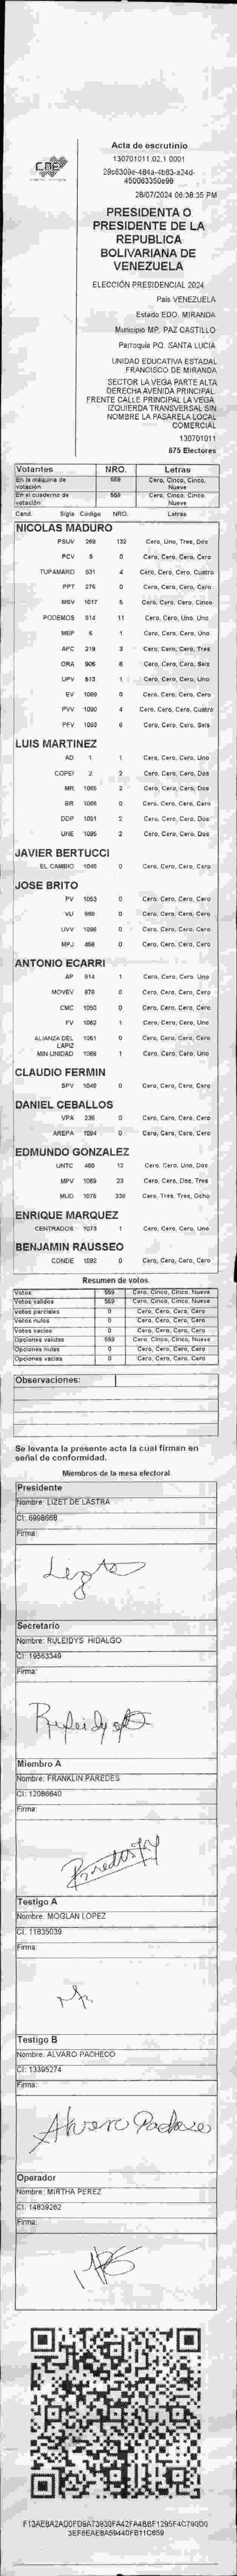 CNE
Acta de escrutinio
130701011.02.1.0001
28/07/2024 06:38:35 PM
PRESIDENTA O
PRESIDENTE DE LA
REPUBLICA
BOLIVARIANA DE
VENEZUELA
ELECCIÓN PRESIDENCIAL 2024
Pais VENEZUELA
Estado EDO. MIRANDA
Municipio MP. PAZ CASTILLO
Parroquia PQ. SANTA LUCIA
UNIDAD EDUCATIVA ESTADAL
FRANCISCO DE MIRANDA
SECTOR LA VEGA PARTE ALTA
DERECHA AVENIDA PRINCIPAL.
FRENTE CALLE PRINCIPAL LA VEGA
IZQUIERDA TRANSVERSAL SIN
NOMBRE LA PASARELA LOCAL
COMERCIAL
130701011
875 Electores
Votantes NRO. Letras
En la máquina de votación 559 Cero, Cinco, Cinco, Nueve
En el cuaderno de votación 559 Cero, Cinco, Cinco, Nueve
Cand. Sigla Código NRO. Letras
NICOLAS MADURO
PSUV 269 132 Cero, Uno, Tres, Dos
PCV 8 0 Cero, Cero, Cero, Cero
TUPAMARO 531 4 Cero, Cero, Cero, Cuatro
PPT 276 0 Cero, Cero, Cero, Cero
MSV 1017 5 Cero, Cero, Cero, Cinco
PODEMOS 514 11 Cero, Cero, Uno, Uno
MEP 6 1 Cero, Cero, Cero, Uno
APC 219 3 Cero, Cero, Cero, Tres
ORA 906 6 Cero, Cero, Cero, Seis
UPV 513 1 Cero, Cero, Cero, Uno
EV 1089 0 Cero, Cero, Cero, Cero
PVV 1090 4 Cero, Cero, Cero, Cuatro
PFV 1093 6 Cero, Cero, Cero, Seis
LUIS MARTINEZ
AD 1 1 Cero, Cero, Cero, Uno
COPEI 2 2 Cero, Cero, Cero, Dos
MR 1065 2 Cero, Cero, Cero, Dos
BR 1066 0 Cero, Cero, Cero, Cero
DDP 1091 2 Cero, Cero, Cero, Dos
UNE 1095 2 Cero, Cero, Cero, Dos
JAVIER BERTUCCI
EL CAMBIO 1048 0 Cero, Cero, Cero, Cero
JOSE BRITO
PV 1053 0 Cero, Cero, Cero, Cero
VU 860 0 Cero, Cero, Cero, Cero
UVV 1098 0 Cero, Cero, Cero, Cero
MPJ 468 0 Cero, Cero, Cero, Cero
ANTONIO ECARRI
AP 914 1 Cero, Cero, Cero, Uno
MOVEV 879 0 Cero, Cero, Cero, Cero
CMC 1050 0 Cero, Cero, Cero, Cero
FV 1062 1 Cero, Cero, Cero, Uno
ALIANZA DEL LAPIZ 1051 0 Cero, Cero, Cero, Cero
MIN UNIDAD 1069 1 Cero, Cero, Cero, Uno
CLAUDIO FERMIN
SPV 1049 0 Cero, Cero, Cero, Cero
DANIEL CEBALLOS
VPA 236 0 Cero, Cero, Cero, Cero
AREPA 1094 0 Cero, Cero, Cero, Cero
EDMUNDO GONZALEZ
UNTC 460 12 Cero, Cero, Uno, Dos
MPV 1069 23 Cero, Cero, Dos, Tres
MUD 1075 338 Cero, Tres, Tres, Ocho
ENRIQUE MARQUEZ
CENTRADOS 1073 1 Cero, Cero, Cero, Uno
BENJAMIN RAUSSEO
CONDE 1092 0 Cero, Cero, Cero, Cero
Resumen de votos
Votos 559 Cero, Cinco, Cinco, Nueve
Votos validos 559 Cero, Cinco, Cinco, Nueve
Votos parciales 0 Cero, Cero, Cero, Cero
Votos nulos 0 Cero, Cero, Cero, Cero
Votos vacios 0 Cero, Cero, Cero, Cero
Opciones validas 559 Cero, Cinco, Cinco, Nueve
Opciones nulas 0 Cero, Cero, Cero, Cero
Opciones vacias 0 Cero, Cero, Cero, Cero
Observaciones:
Se levanta la presente acta la cual firman en
señal de conformidad.
Miembros de la mesa electoral
Presidente
Nombre: LIZET DE LASTRA
CI: 6998668
Firma:
Secretario
Nombre: RULEIDYS HIDALGO
CI: 19563349
Firma:
Miembro A
Nombre: FRANKLIN PAREDES
CI: 12086640
Firma:
Testigo A
Nombre: MOGLAN LOPEZ
CI: 11835039
Firma:
Testigo B
Nombre: ALVARO PACHECO
CI: 13395274
Firma:
Alvaro Pacheco
Operador
Nombre: MIRTHA PEREZ
CI: 14839262
Firma: